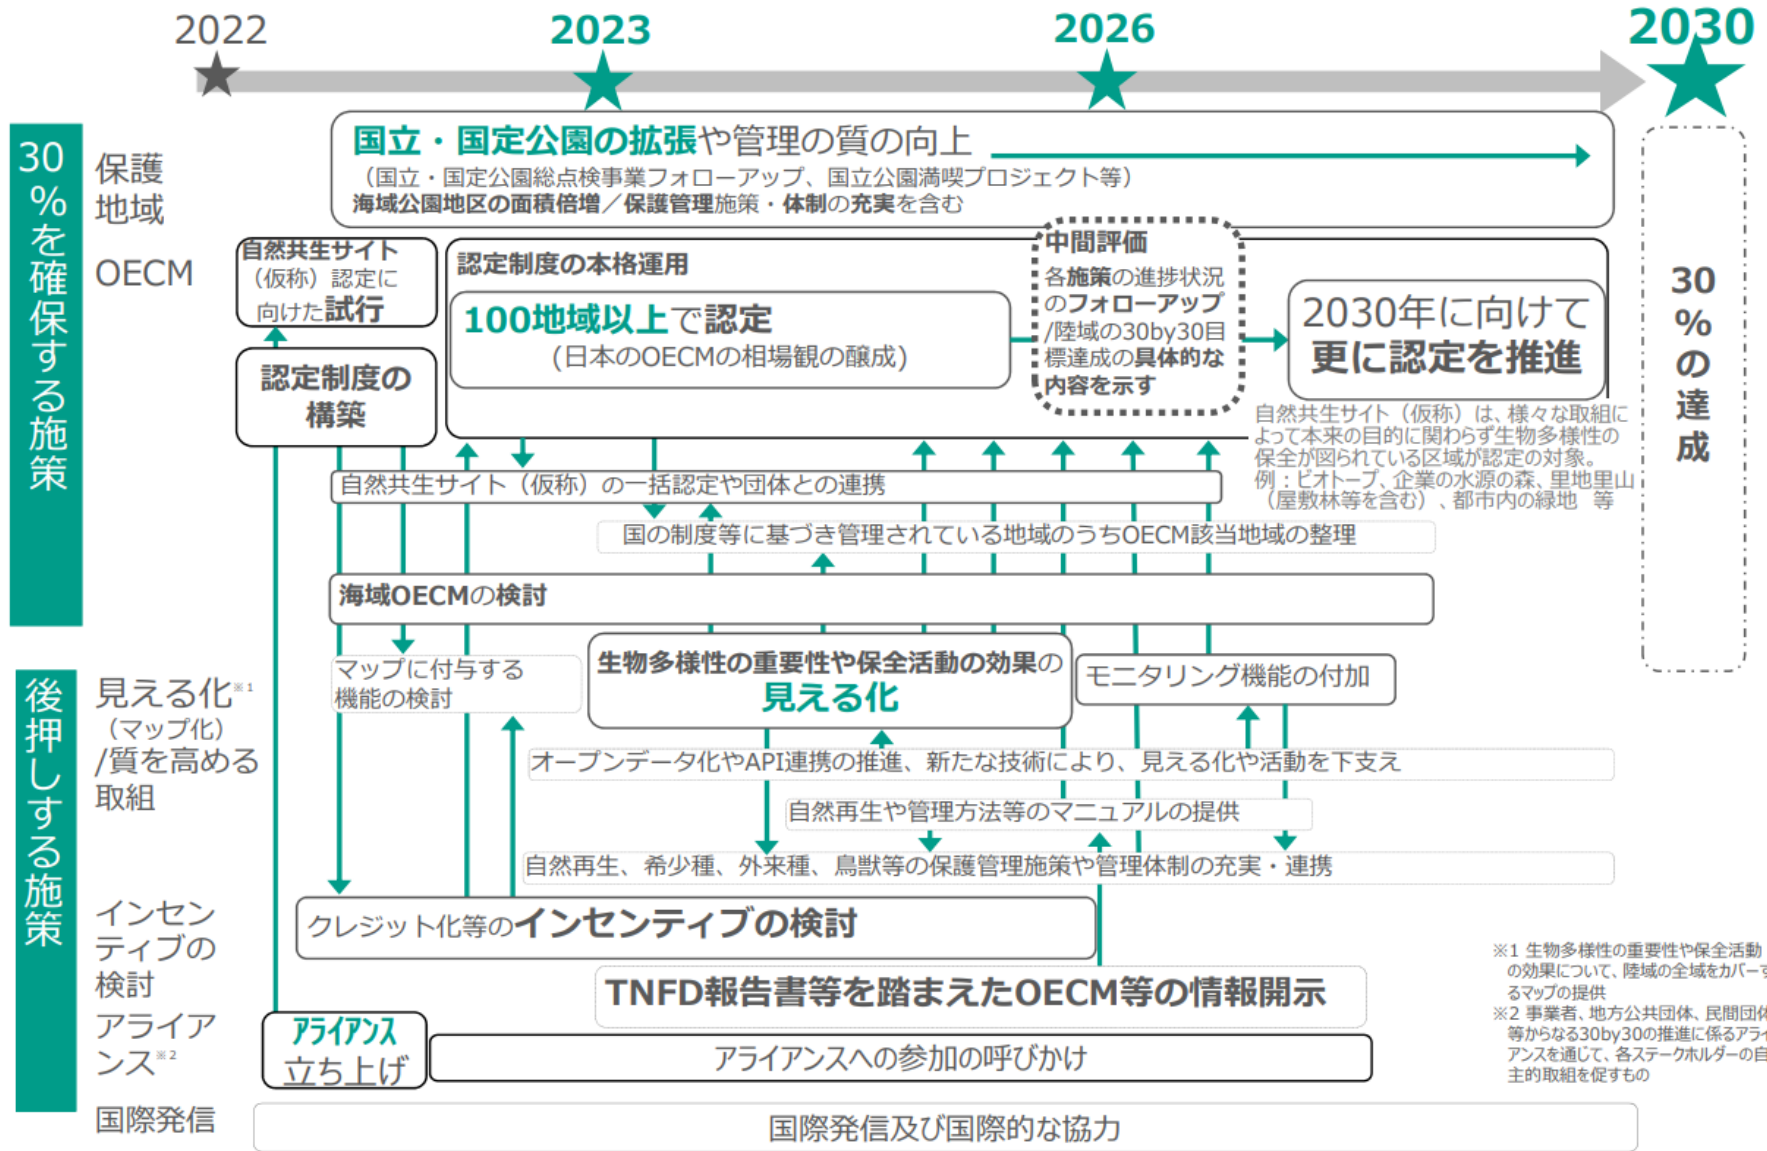 2022
2023
2026
2030
30%を確保する施策
保護
地域
国立・国定公園の拡張や管理の質の向上
（国立・国定公園総点検事業フォローアップ、国立公園満喫プロジェクト等）
海域公園地区の面積倍増／保護管理施策・体制の充実を含む
OECM
自然共生サイト
（仮称）認定に
向けた試行
認定制度の
構築
認定制度の本格運用
100地域以上で認定
(日本のOECMの相場観の醸成)
中間評価
各施策の進捗状況
のフォローアップ
/陸域の30by30目
標達成の具体的な
内容を示す
2030年に向けて
更に認定を推進
自然共生サイト（仮称）は、様々な取組に
よって本来の目的に関わらず生物多様性の
保全が図られている区域が認定の対象。
例：ビオトープ、企業の水源の森、里地里山
（屋敷林等を含む）、都市内の緑地　等
30%の達成
自然共生サイト（仮称）の一括認定や団体との連携
国の制度等に基づき管理されている地域のうちOECM該当地域の整理
海域OECMの検討
後押しする施策
見える化※1
（マップ化）
/質を高める
取組
マップに付与する
機能の検討
生物多様性の重要性や保全活動の効果の
見える化
モニタリング機能の付加
オープンデータ化やAPI連携の推進、新たな技術により、見える化や活動を下支え
自然再生や管理方法等のマニュアルの提供
自然再生、希少種、外来種、鳥獣等の保護管理施策や管理体制の充実・連携
インセン
ティブの
検討
クレジット化等のインセンティブの検討
TNFD報告書等を踏まえたOECM等の情報開示
アライア
ンス※2
アライアンス
立ち上げ
アライアンスへの参加の呼びかけ
国際発信
国際発信及び国際的な協力
※1 生物多様性の重要性や保全活動
の効果について、陸域の全域をカバーす
るマップの提供
※2 事業者、地方公共団体、民間団体
等からなる30by30の推進に係るアライ
アンスを通じて、各ステークホルダーの自
主的取組を促すもの